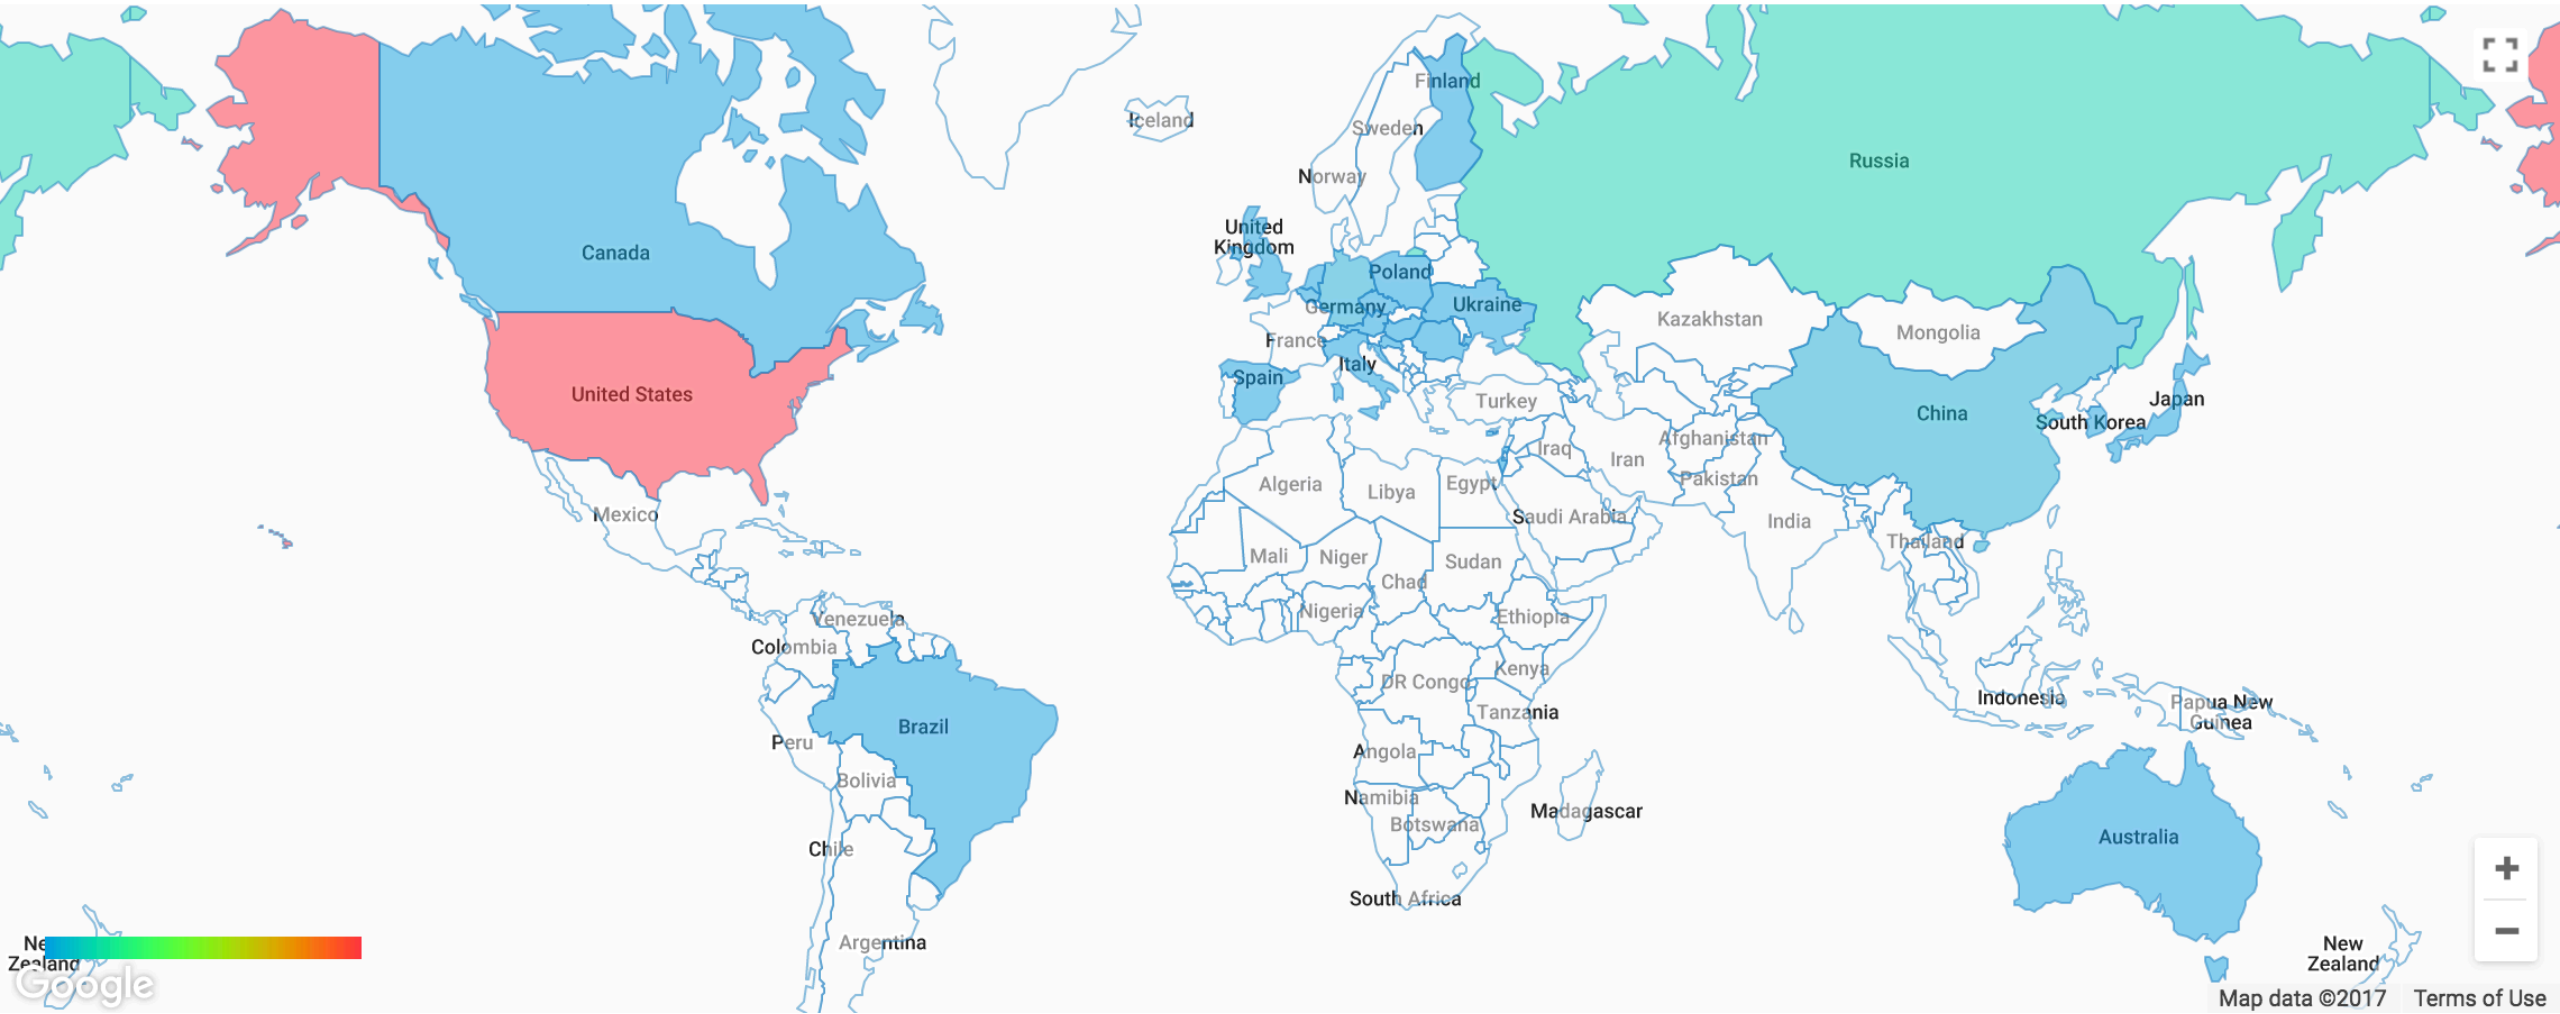 Finland
Iceland
Sweden
Russia
Norway
United
Kingdom
Canada
Poland
Germany
Ukraine
Kazakhstan
Mongolia
France
Italy
Spain
United States
Turkey
Japan
China
South Korea
Afghanistan
Iraq
Iran
Pakistan
Algeria
Libya
Egypt
Mexico
Saudi Arabia
India
Thailand
Mali
Niger
Sudan
Chad
Nigeria
Ethiopia
Venezuela
Colombia
Kenya
DR Congo
Indonesia
Papua New
Guinea
Tanzania
Brazil
Peru
Angola
Bolivia
Namibia
Botswana
Madagascar
Australia
Chile
South Africa
Argentina
New
Zealand
New
Zealand
Google
Map data ©2017
Terms of Use